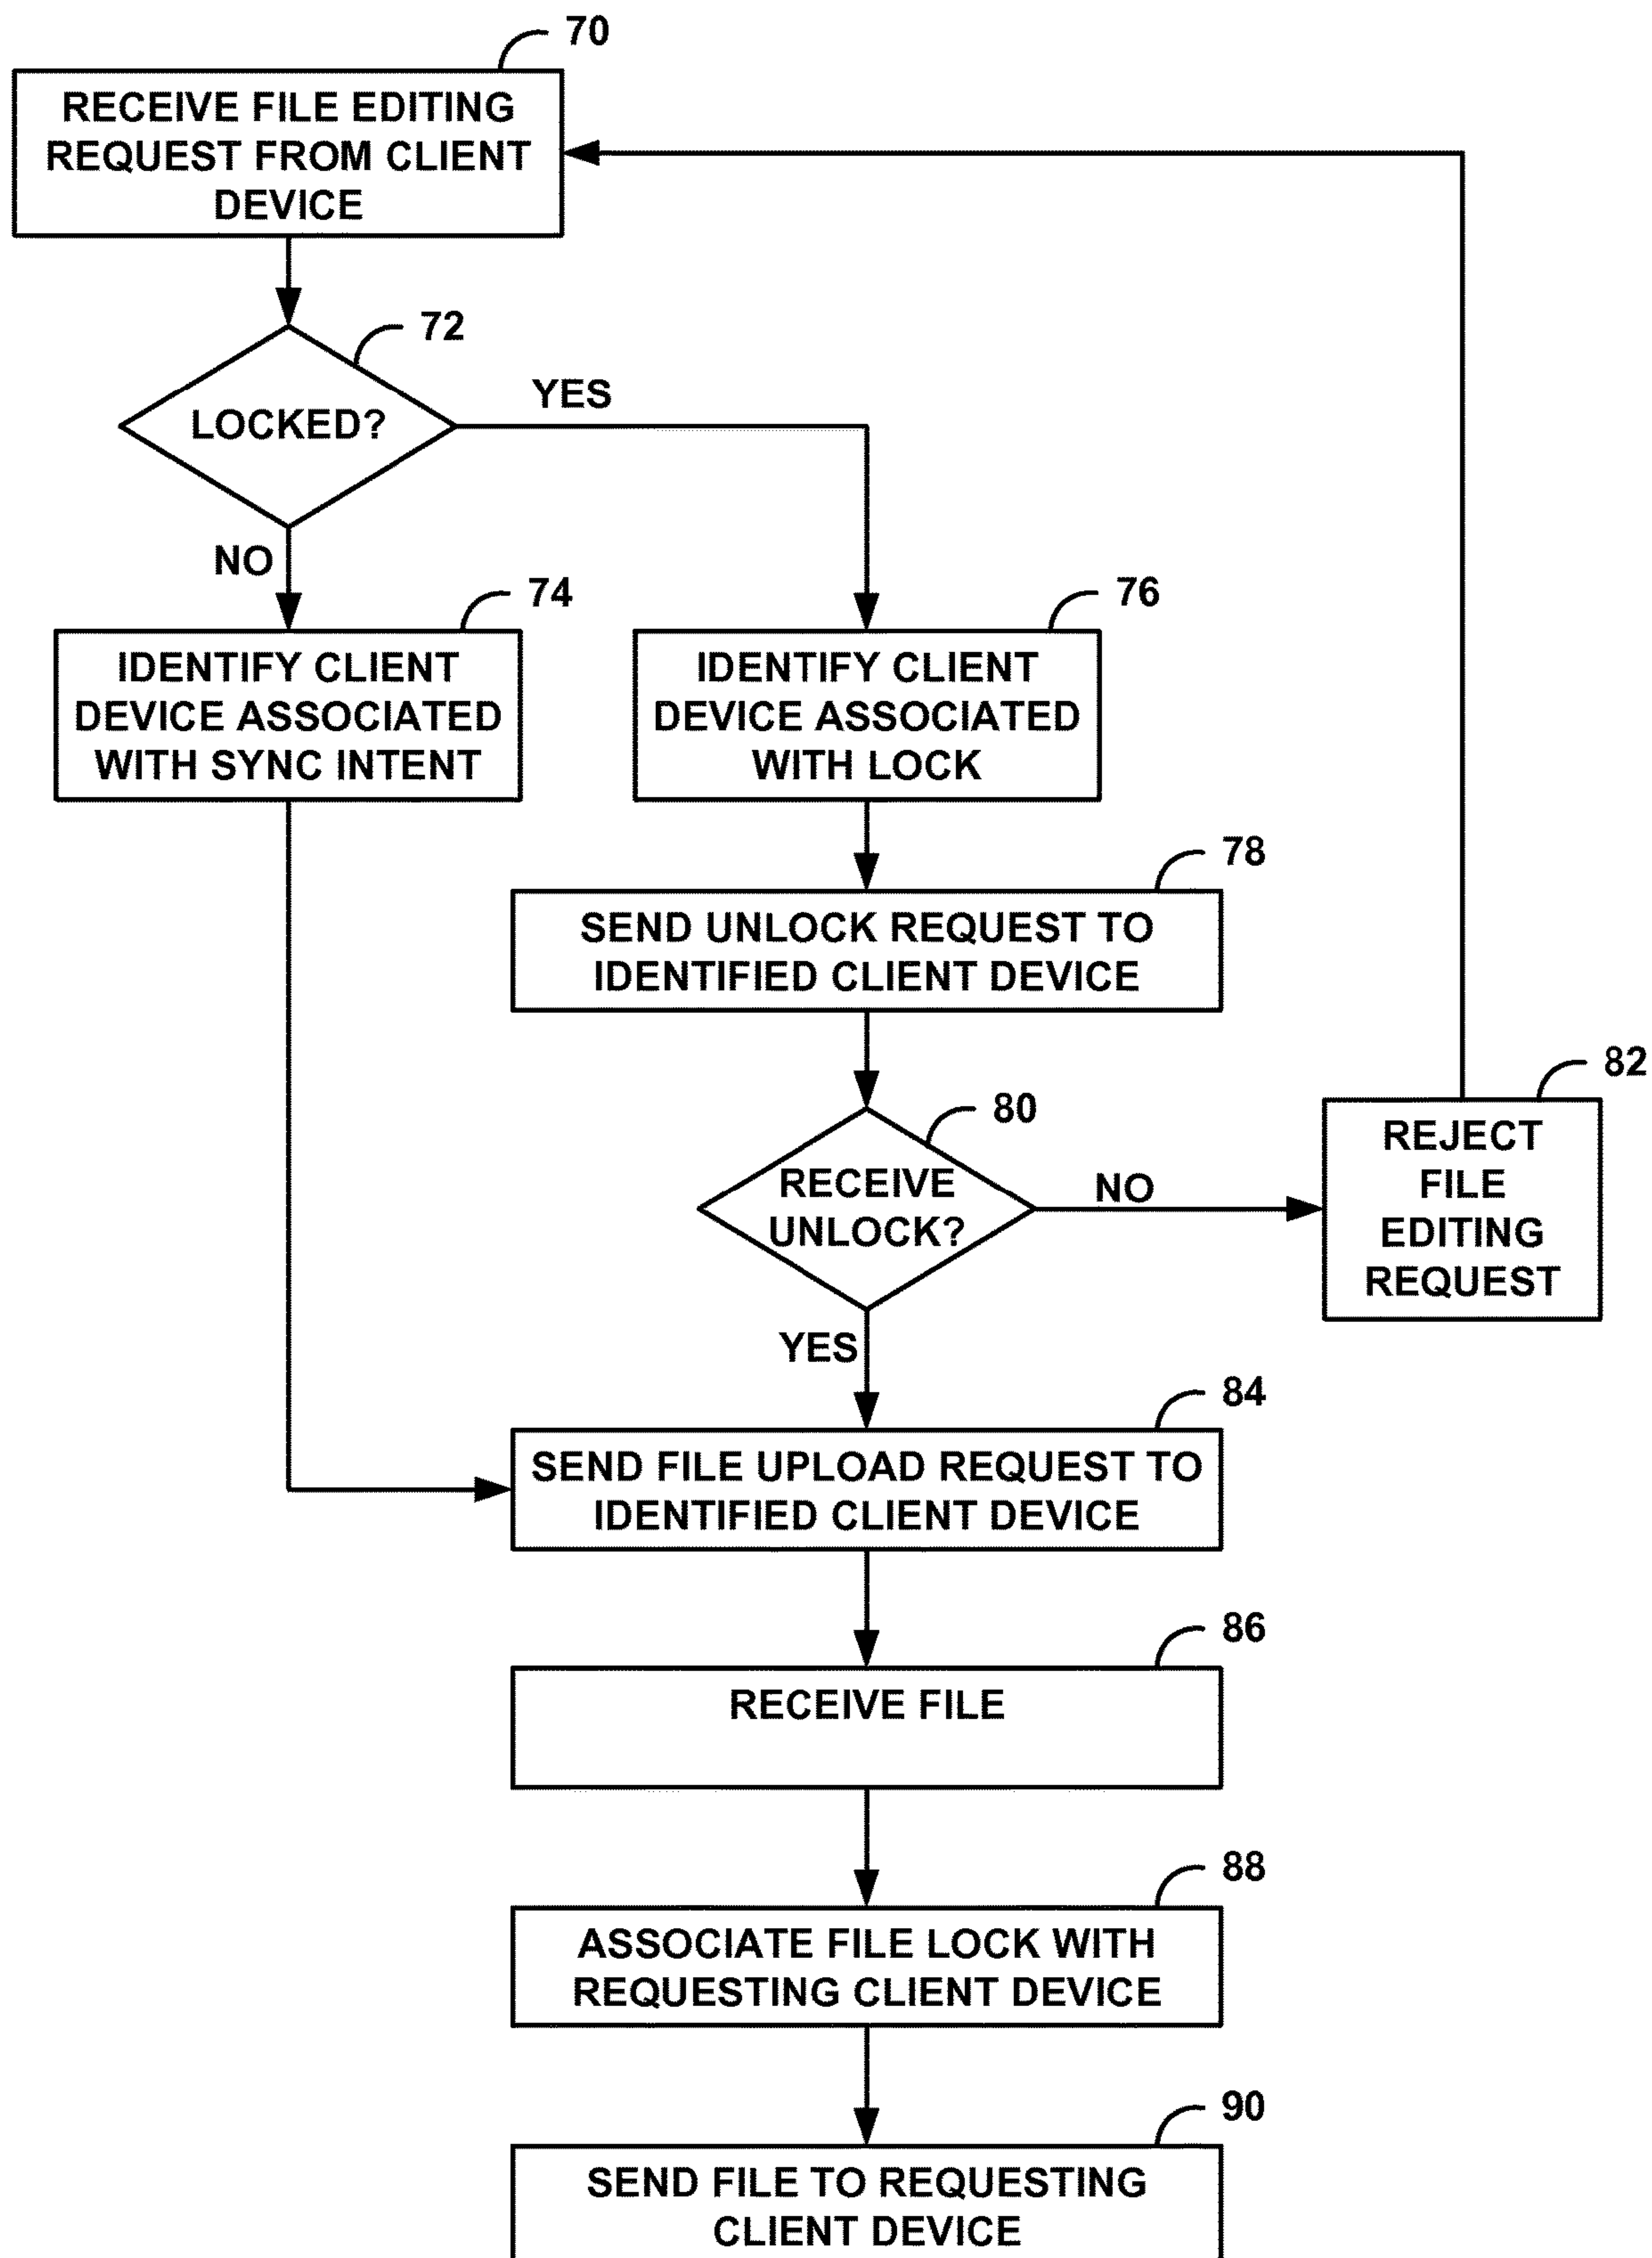 70
RECEIVE FILE EDITING
REQUEST FROM CLIENT
DEVICE
72
LOCKED?
YES
NO
74
IDENTIFY CLIENT
DEVICE ASSOCIATED
WITH SYNC INTENT
76
IDENTIFY CLIENT
DEVICE ASSOCIATED
WITH LOCK
78
SEND UNLOCK REQUEST TO
IDENTIFIED CLIENT DEVICE
80
RECEIVE
UNLOCK?
NO
82
REJECT
FILE
EDITING
REQUEST
YES
84
SEND FILE UPLOAD REQUEST TO
IDENTIFIED CLIENT DEVICE
86
RECEIVE FILE
88
ASSOCIATE FILE LOCK WITH
REQUESTING CLIENT DEVICE
90
SEND FILE TO REQUESTING
CLIENT DEVICE